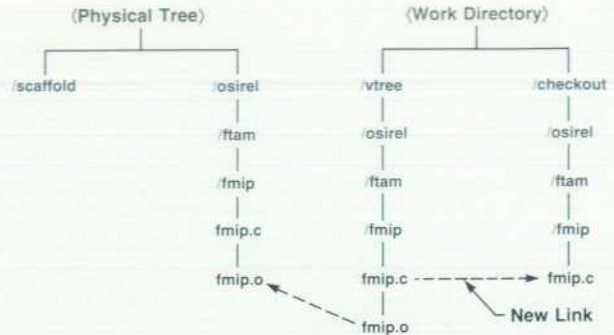 ⟨Physical Tree⟩ ⟨Work Directory⟩
/scaffold /osirel /vtree /checkout
/ftam /osirel /osirel
/fmip /ftam /ftam
fmip.c /fmip /fmip
fmip.o fmip.c fmip.c
New Link
fmip.o